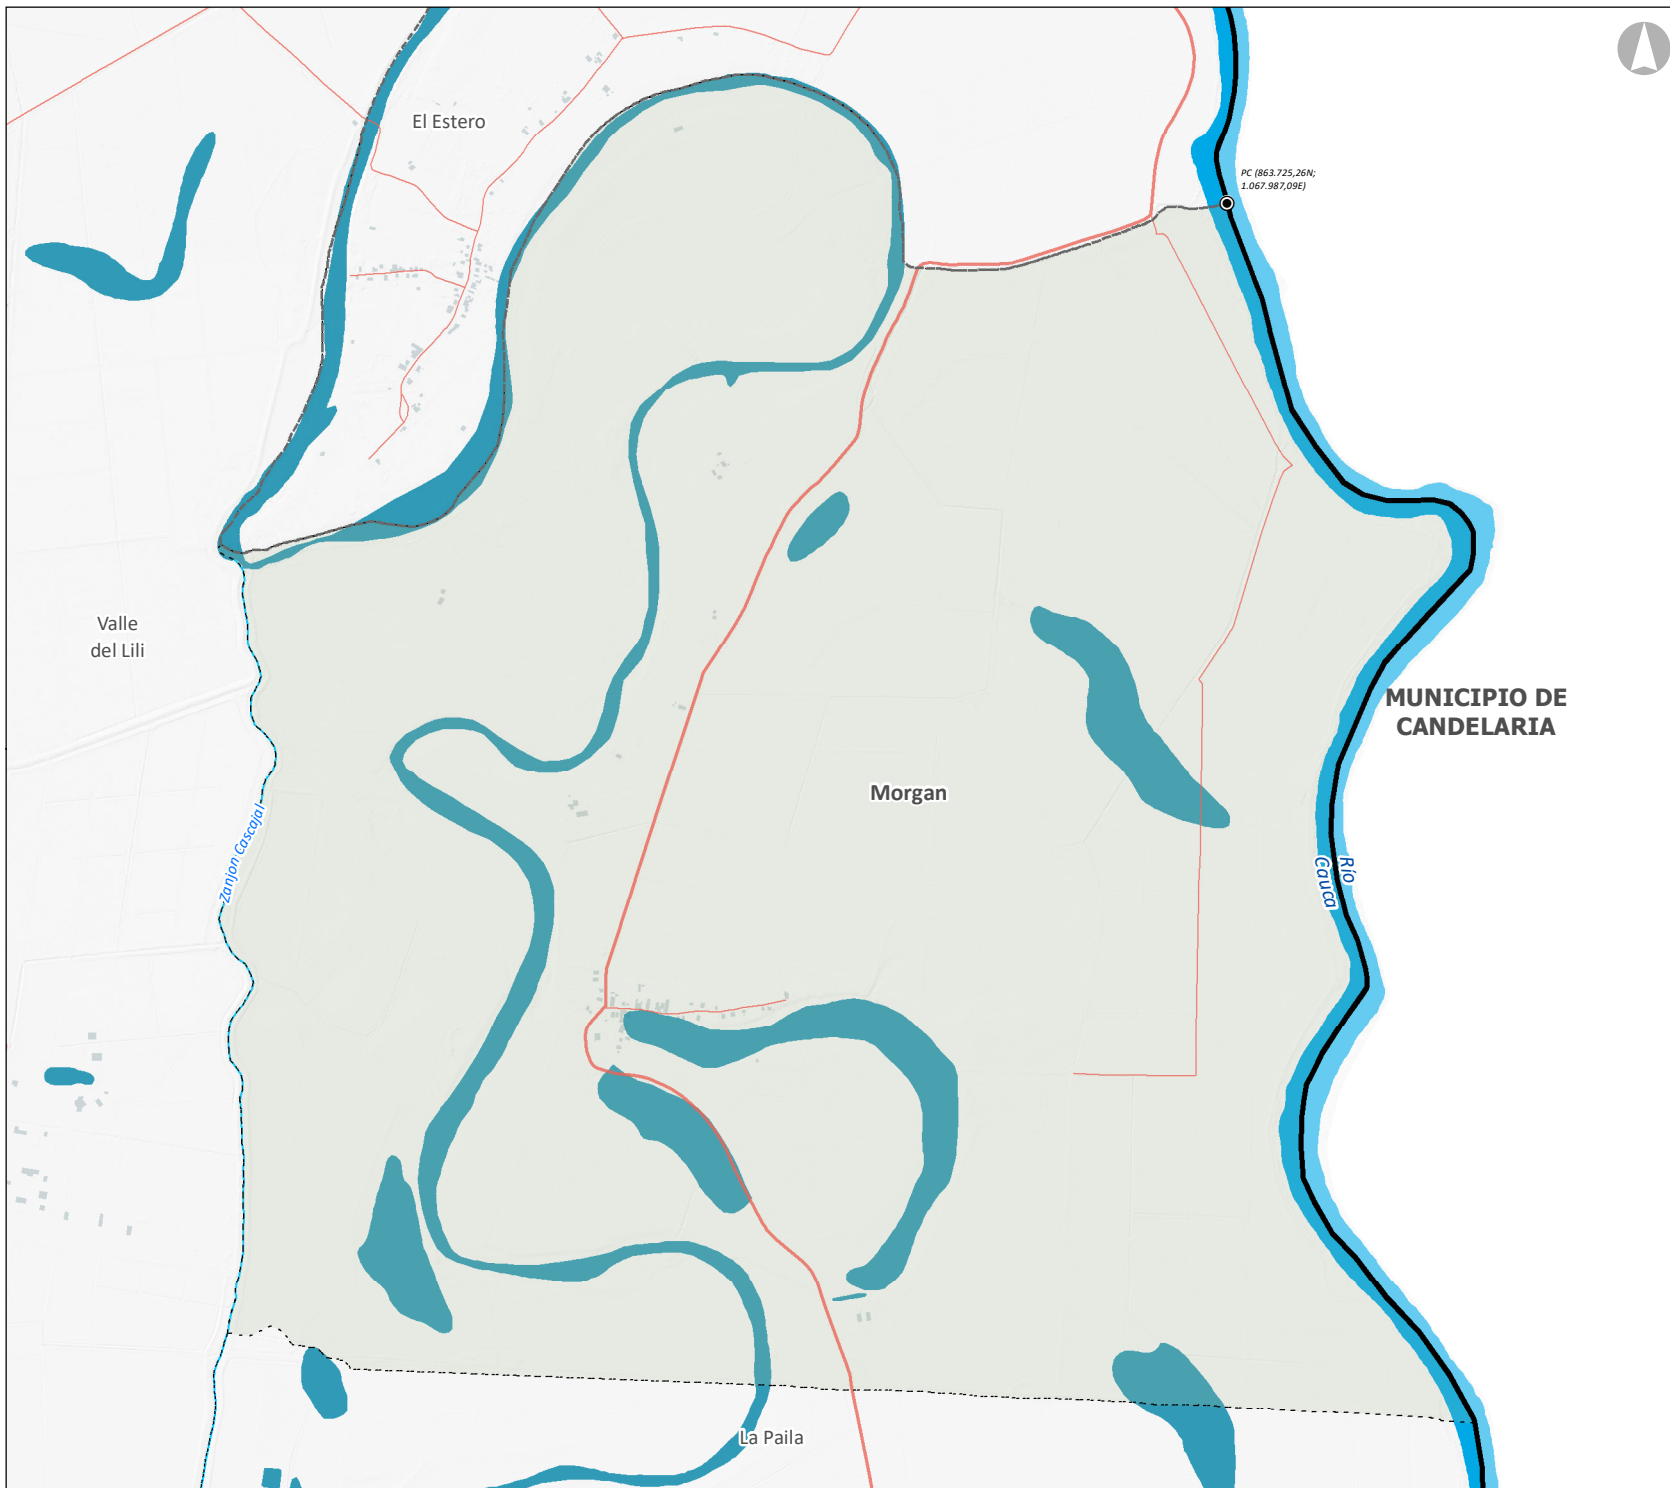 El Estero
PC (863.725,26N;
1.067.987,09E)
Valle
del Lili
MUNICIPIO DE
CANDELARIA
Morgan
Zanjon Cascajal
Río
Cauca
La Paila